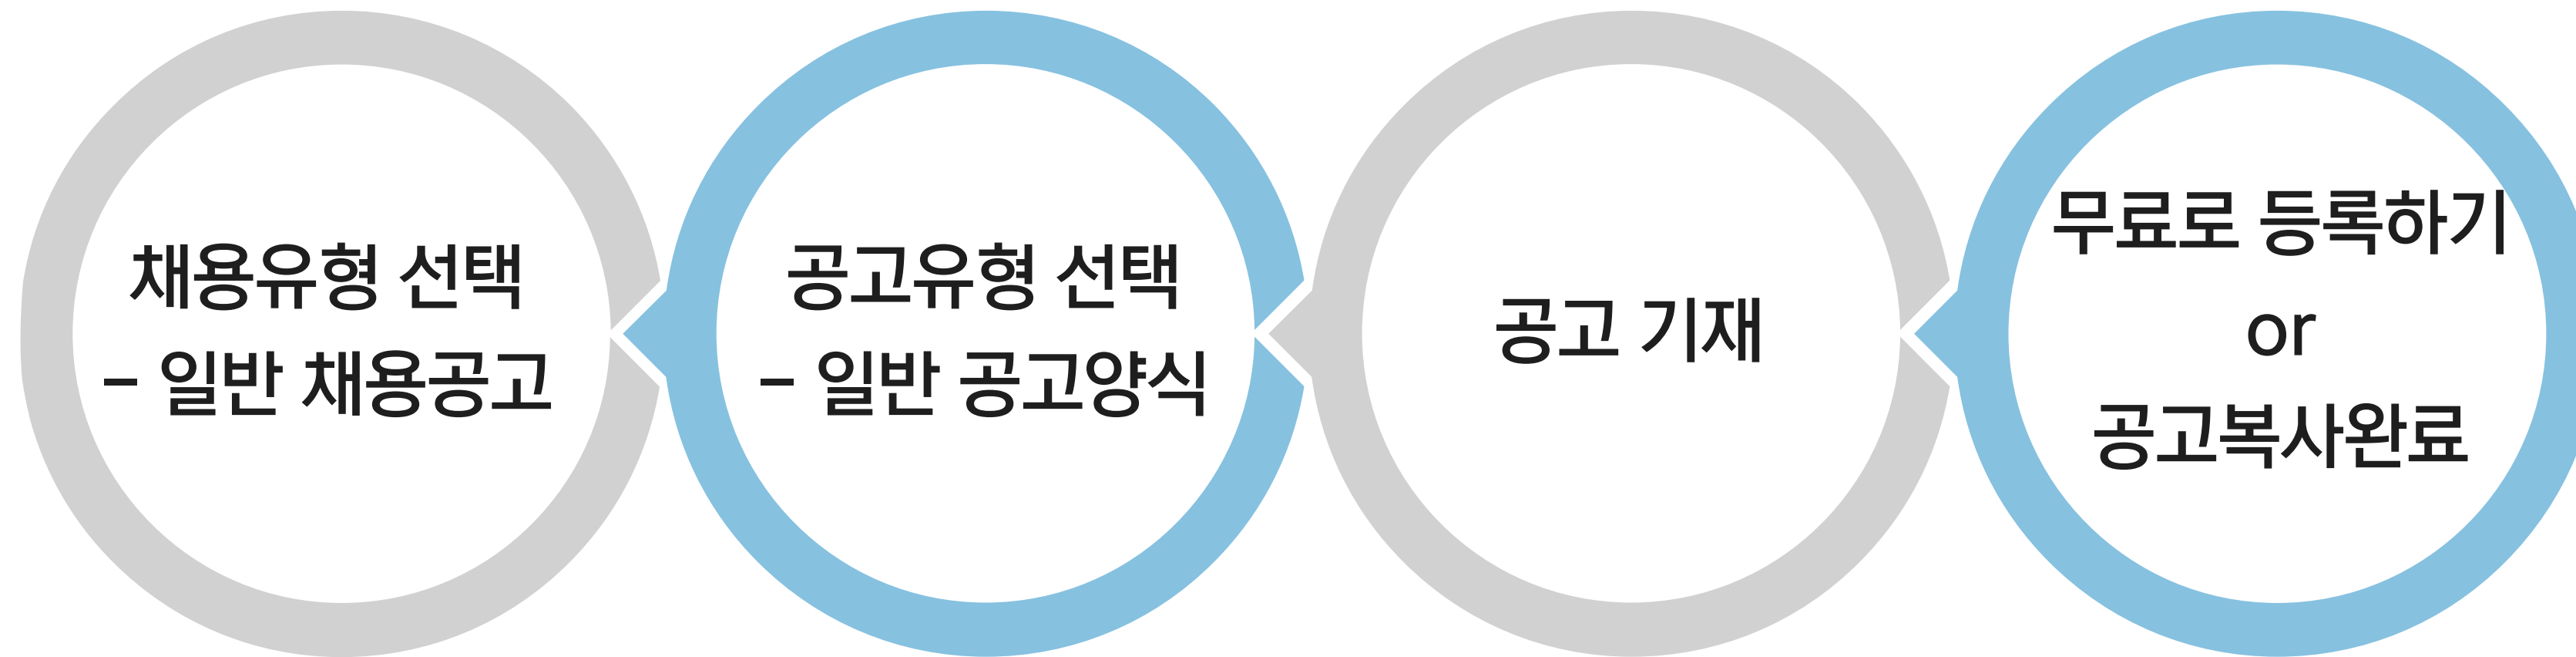 채용유형 선택
- 일반 채용공고
공고유형 선택
- 일반 공고양식
공고 기재
무료로 등록하기
or
공고복사완료